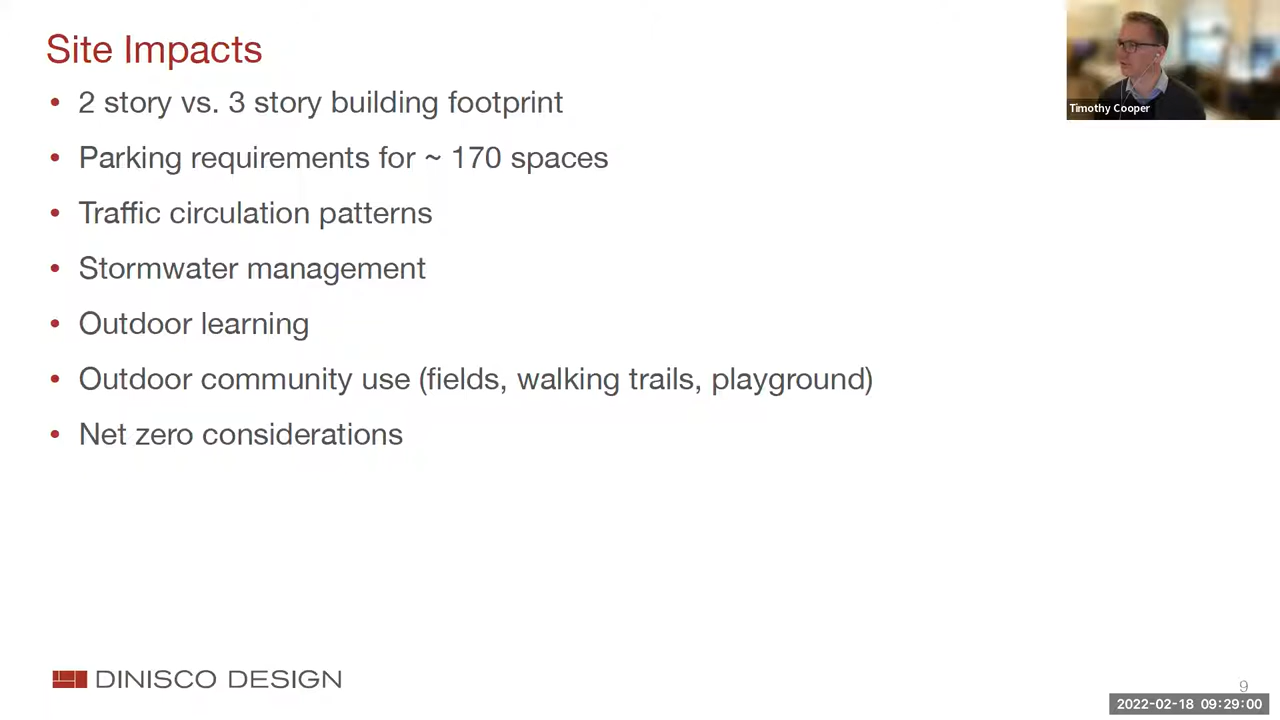 Site Impacts
• 2 story vs. 3 story building footprint
• Parking requirements for ~ 170 spaces
• Traffic circulation patterns
• Stormwater management
• Outdoor learning
• Outdoor community use (fields, walking trails, playground)
• Net zero considerations
Timothy Cooper
DINISCO DESIGN
9
2022-02-18 09:29:00